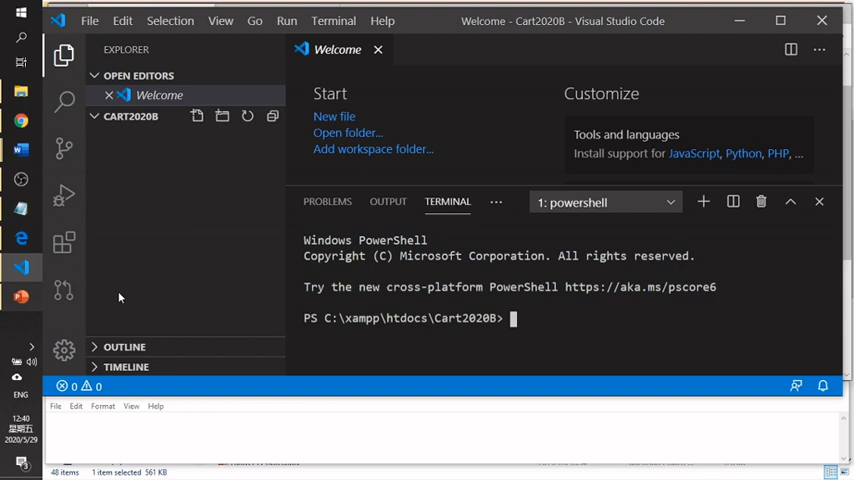 File Edit Selection View Go Run Terminal Help
Welcome - Cart2020B - Visual Studio Code
EXPLORER
OPEN EDITORS
Welcome
CART2020B
OUTLINE
TIMELINE
Welcome
Start
New file
Open folder...
Add workspace folder...
Customize
Tools and languages
Install support for JavaScript, Python, PHP, ...
PROBLEMS OUTPUT TERMINAL ... 1: powershell
Windows PowerShell
Copyright (C) Microsoft Corporation. All rights reserved.
Try the new cross-platform PowerShell https://aka.ms/pscore6
PS C:\xampp\htdocs\Cart2020B>
0 0
File Edit Format View Help
48 items 1 item selected 561 KB
ENG
12:40
星期五
2020/5/29
3